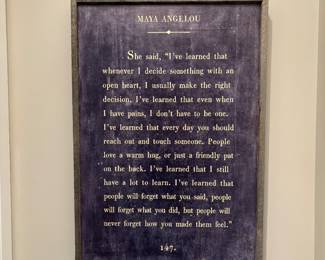 MAYA ANGELOU
She said, "I've learned that
whenever I decide something with an
open heart, I usually make the right
decision. I've learned that even when
I have pains, I don't have to be one.
I've learned that every day you should
reach out and touch someone. People
love a warm hug, or just a friendly pat
on the back. I've learned that I still
have a lot to learn. I've learned that
people will forget what you said, people
will forget what you did, but people will
never forget how you made them feel."
147.